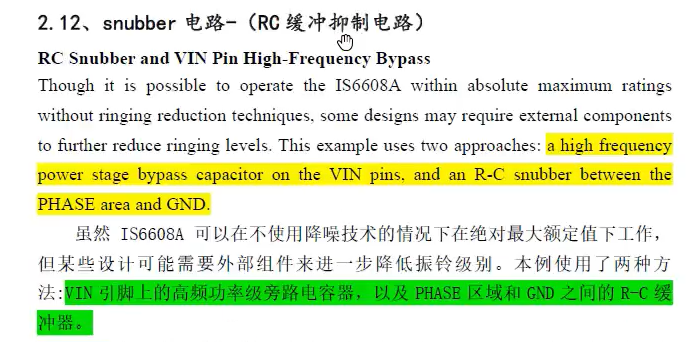 2.12、snubber 电路-（RC 缓冲抑制电路）
RC Snubber and VIN Pin High-Frequency Bypass
Though it is possible to operate the IS6608A within absolute maximum ratings
without ringing reduction techniques, some designs may require external components
to further reduce ringing levels. This example uses two approaches: a high frequency
power stage bypass capacitor on the VIN pins, and an R-C snubber between the
PHASE area and GND.
虽然 IS6608A 可以在不使用降噪技术的情况下在绝对最大额定值下工作，
但某些设计可能需要外部组件来进一步降低振铃级别。本例使用了两种方
法:VIN 引脚上的高频功率级旁路电容器，以及 PHASE 区域和 GND 之间的 R-C 缓
冲器。